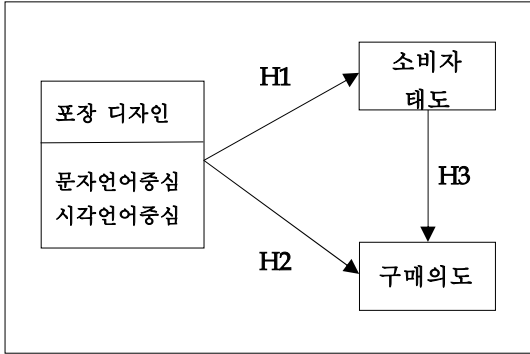 H1
소비자
태도
포장 디자인
문자언어중심
시각언어중심
H3
H2
구매의도